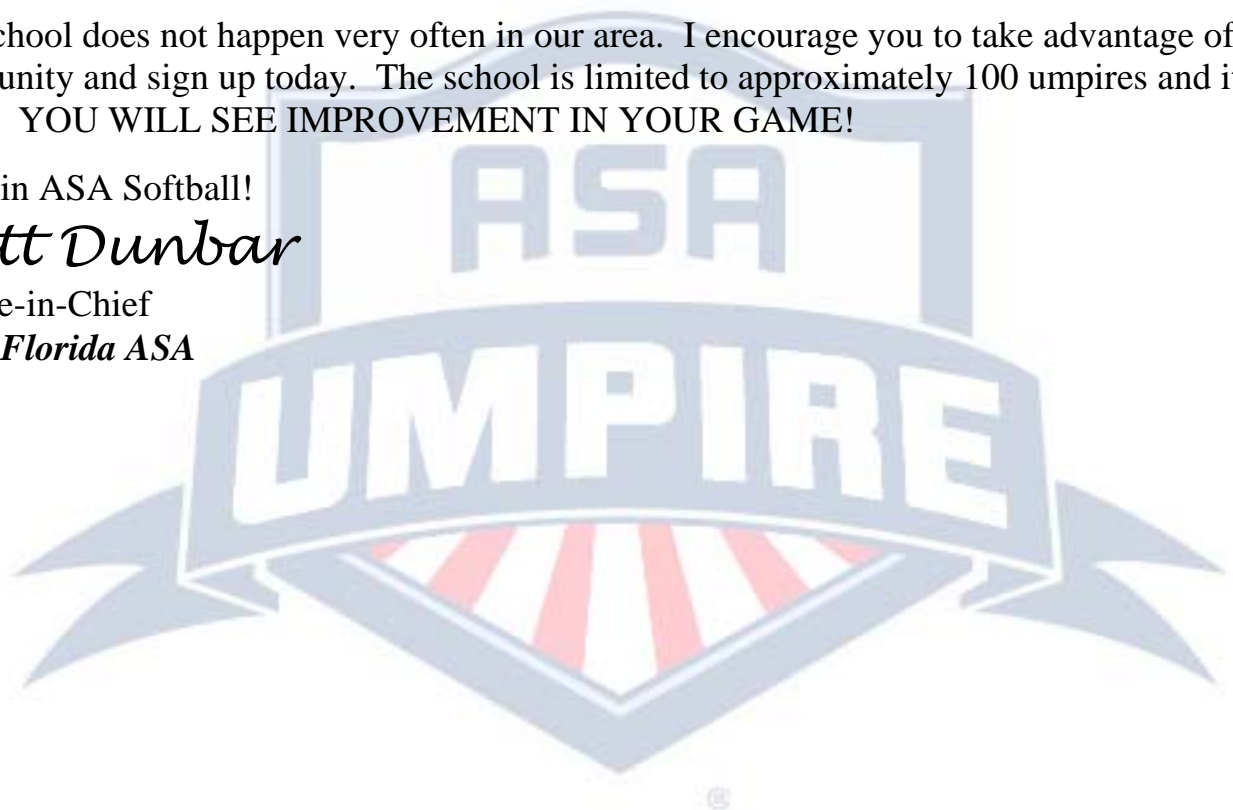 chool does not happen very often in our area. I encourage you to take advantage of
unity and sign up today. The school is limited to approximately 100 umpires and i
YOU WILL SEE IMPROVEMENT IN YOUR GAME!
in ASA Softball!
tt Dunbar
e-in-Chief
Florida ASA
ASA
UMPIRE
®